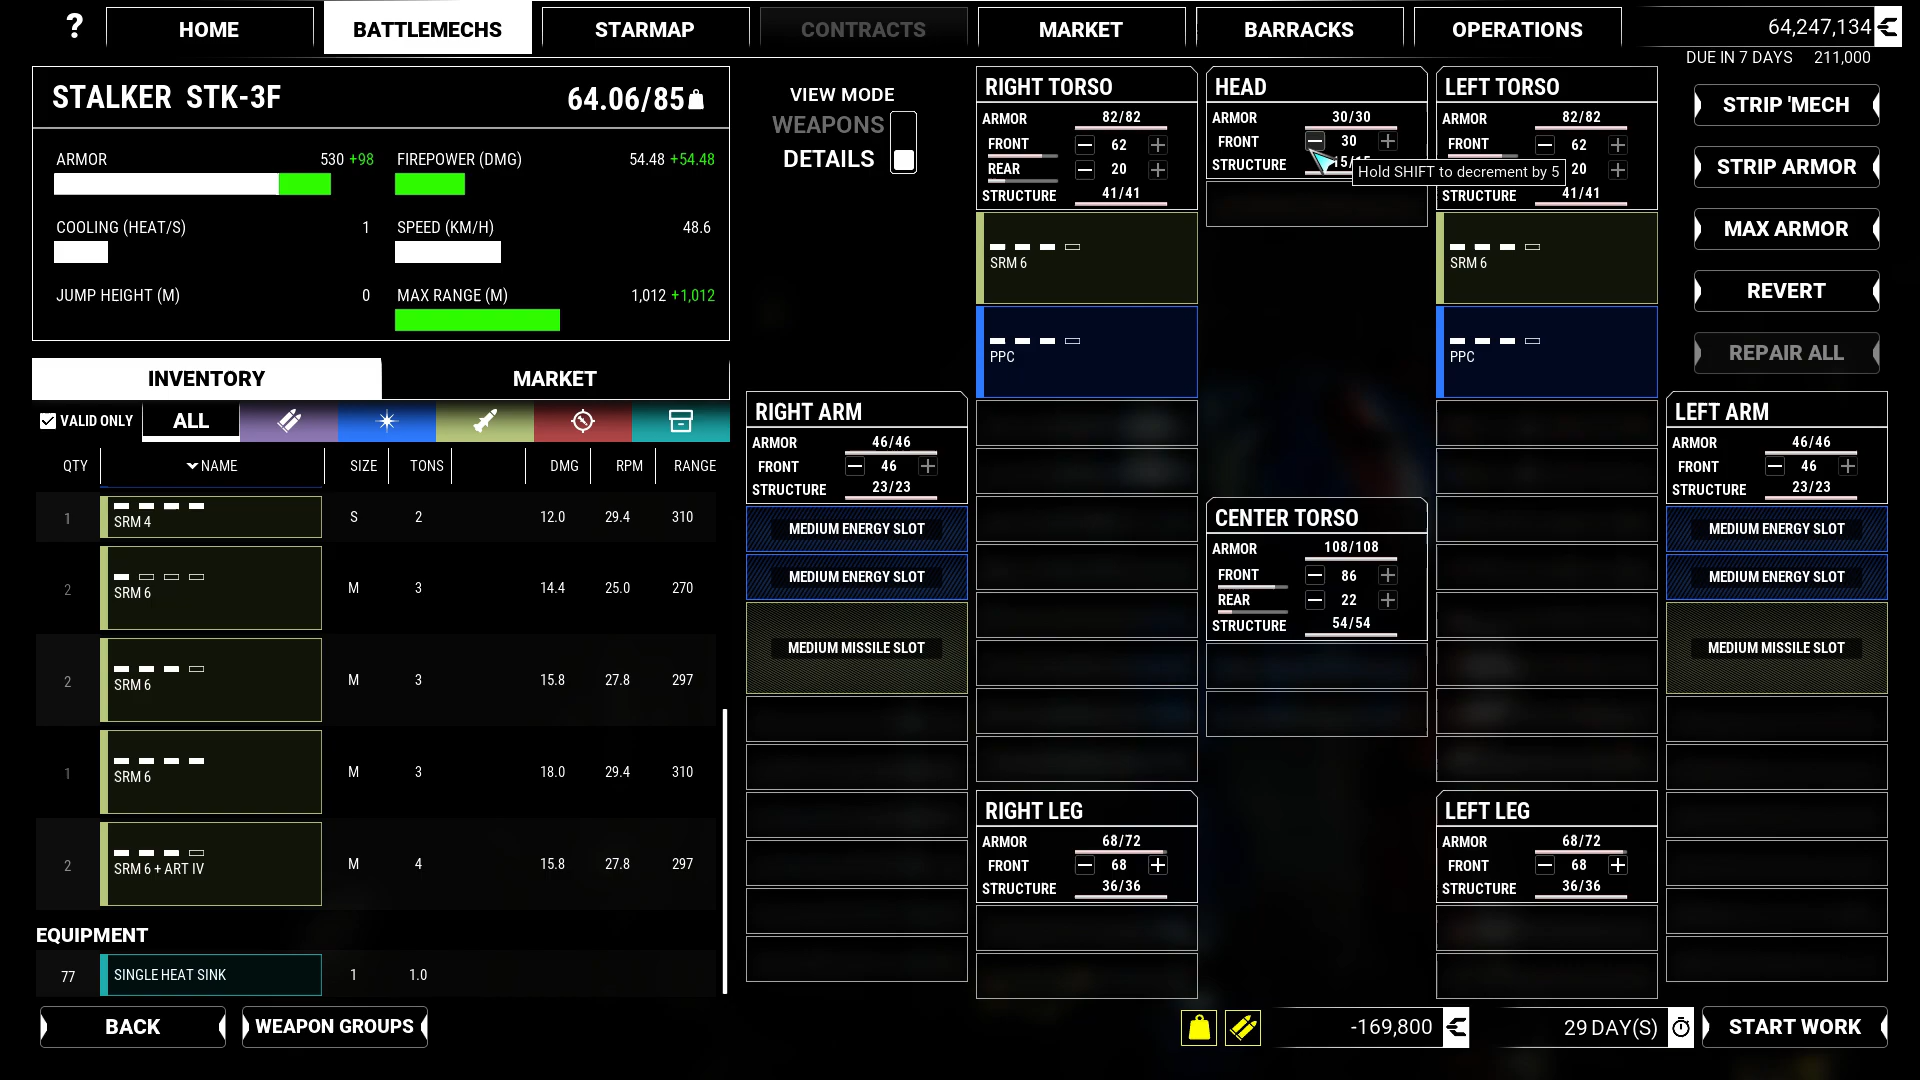 ?
HOME
BATTLEMECHS
STARMAP
CONTRACTS
MARKET
BARRACKS
OPERATIONS
64,247,134
DUE IN 7 DAYS 211,000
STALKER STK-3F
64.06/85
ARMOR 530 +98
FIREPOWER (DMG) 54.48 +54.48
COOLING (HEAT/S) 1
SPEED (KM/H) 48.6
JUMP HEIGHT (M) 0
MAX RANGE (M) 1,012 +1,012
VIEW MODE
WEAPONS
DETAILS
INVENTORY
MARKET
VALID ONLY
ALL
QTY NAME SIZE TONS DMG RPM RANGE
1 SRM 4 S 2 12.0 29.4 310
2 SRM 6 M 3 14.4 25.0 270
2 SRM 6 M 3 15.8 27.8 297
1 SRM 6 M 3 18.0 29.4 310
2 SRM 6 + ART IV M 4 15.8 27.8 297
EQUIPMENT
77 SINGLE HEAT SINK 1 1.0
BACK
WEAPON GROUPS
RIGHT ARM
ARMOR 46/46
FRONT 46
STRUCTURE 23/23
MEDIUM ENERGY SLOT
MEDIUM ENERGY SLOT
MEDIUM MISSILE SLOT
RIGHT TORSO
ARMOR 82/82
FRONT 62
REAR 20
STRUCTURE 41/41
SRM 6
PPC
RIGHT LEG
ARMOR 68/72
FRONT 68
STRUCTURE 36/36
HEAD
ARMOR 30/30
FRONT 30
STRUCTURE
Hold SHIFT to decrement by 5
CENTER TORSO
ARMOR 108/108
FRONT 86
REAR 22
STRUCTURE 54/54
LEFT TORSO
ARMOR 82/82
FRONT 62
20
STRUCTURE 41/41
SRM 6
PPC
LEFT LEG
ARMOR 68/72
FRONT 68
STRUCTURE 36/36
LEFT ARM
ARMOR 46/46
FRONT 46
STRUCTURE 23/23
MEDIUM ENERGY SLOT
MEDIUM ENERGY SLOT
MEDIUM MISSILE SLOT
STRIP 'MECH
STRIP ARMOR
MAX ARMOR
REVERT
REPAIR ALL
-169,800
29 DAY(S)
START WORK